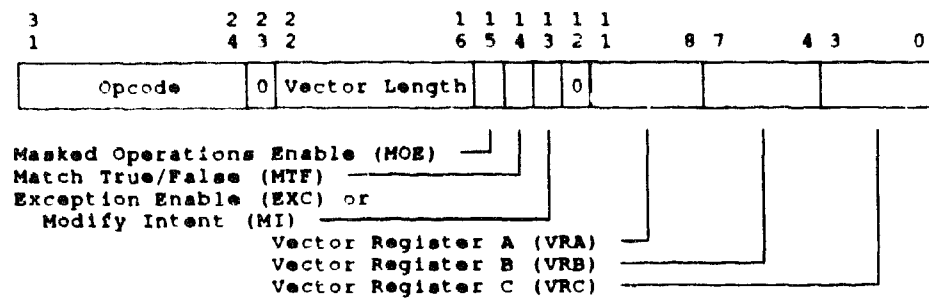 3 2 2 2 1 1 1 1 1 1
1 4 3 2 6 5 4 3 2 1 8 7 4 3 0
Opcode 0 Vector Length 0
Masked Operations Enable (MOE)
Match True/False (MTF)
Exception Enable (EXC) or
Modify Intent (MI)
Vector Register A (VRA)
Vector Register B (VRB)
Vector Register C (VRC)